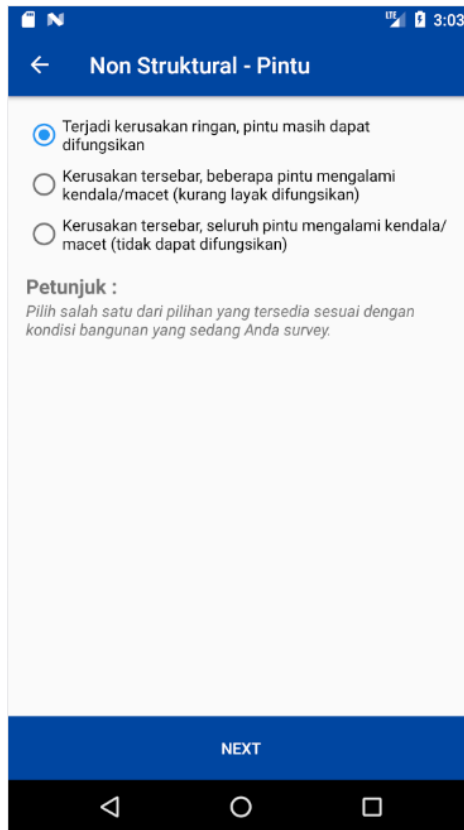 LTE 3:03
Non Struktural - Pintu
Terjadi kerusakan ringan, pintu masih dapat
difungsikan
Kerusakan tersebar, beberapa pintu mengalami
kendala/macet (kurang layak difungsikan)
Kerusakan tersebar, seluruh pintu mengalami kendala/
macet (tidak dapat difungsikan)
Petunjuk :
Pilih salah satu dari pilihan yang tersedia sesuai dengan
kondisi bangunan yang sedang Anda survey.
NEXT